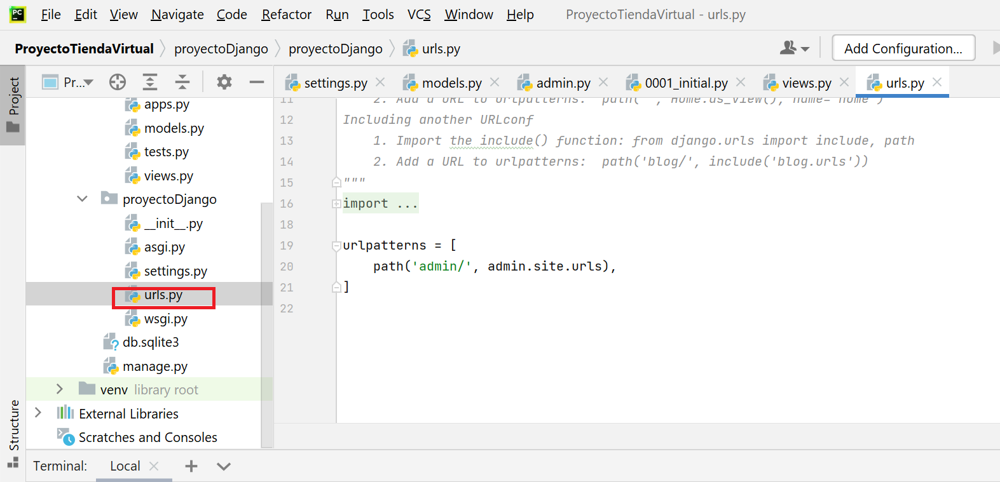 PC
File Edit View Navigate Code Refactor Run Tools VCS Window Help ProyectoTiendaVirtual - urls.py
ProyectoTiendaVirtual proyectoDjango proyectoDjango urls.py Add Configuration...
Project
Pr...
settings.py models.py admin.py 0001_initial.py views.py urls.py
apps.py
models.py
tests.py
views.py
proyectoDjango
__init__.py
asgi.py
settings.py
urls.py
wsgi.py
db.sqlite3
manage.py
venv library root
External Libraries
Scratches and Consoles
Structure
11 2. Add a URL to urlpatterns: path('', Home.as_view(), name='home')
12 Including another URLconf
13 1. Import the include() function: from django.urls import include, path
14 2. Add a URL to urlpatterns: path('blog/', include('blog.urls'))
15 """
16 import ...
18
19 urlpatterns = [
20 path('admin/', admin.site.urls),
21 ]
22
Terminal: Local